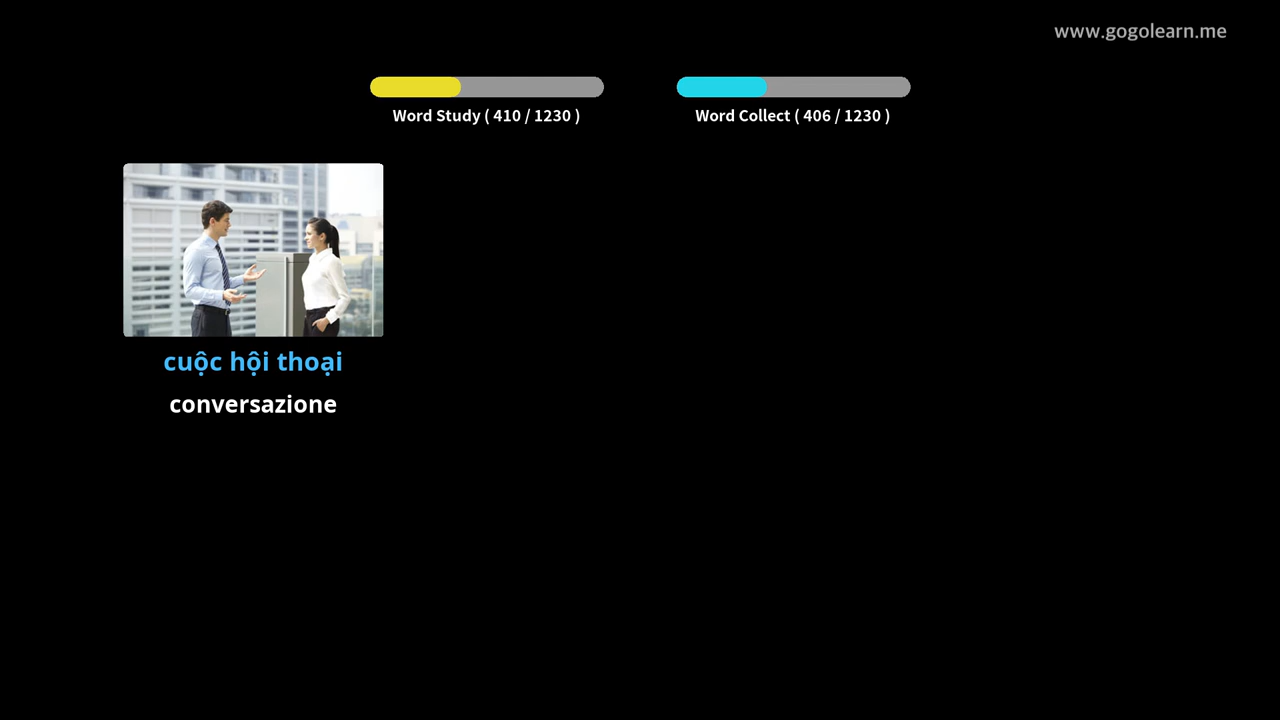 www.gogolearn.me
Word Study ( 410 / 1230 )
Word Collect ( 406 / 1230 )
cuộc hội thoại
conversazione